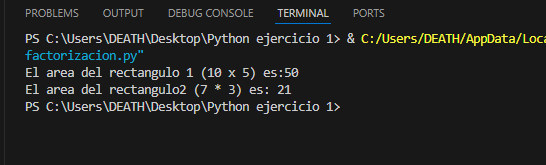 PROBLEMS OUTPUT DEBUG CONSOLE TERMINAL PORTS
PS C:\Users\DEATH\Desktop\Python ejercicio 1> & C:/Users/DEATH/AppData/Loca
factorizacion.py"
El area del rectangulo 1 (10 x 5) es:50
El area del rectangulo2 (7 * 3) es: 21
PS C:\Users\DEATH\Desktop\Python ejercicio 1>